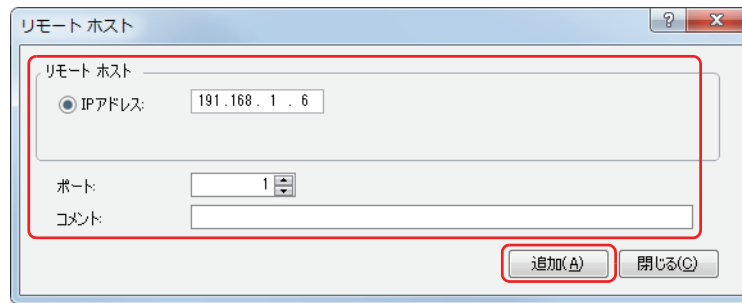 リモート ホスト
リモート ホスト
IPアドレス: 191.168. 1 . 6
ポート: 1
コメント:
追加(A) 閉じる(C)